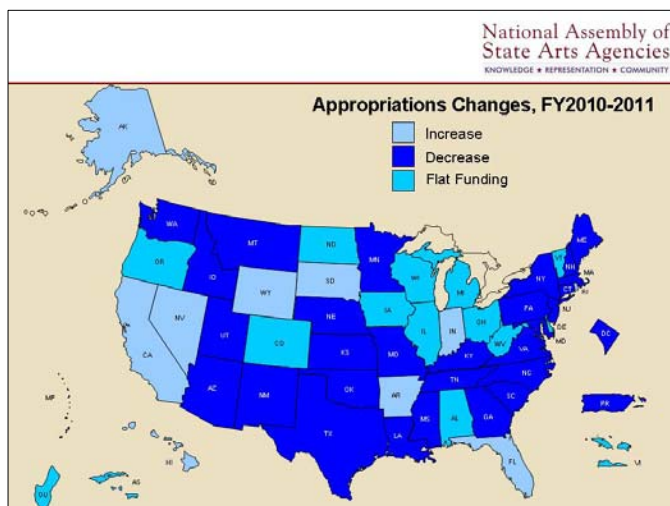 National Assembly of
State Arts Agencies
KNOWLEDGE ★ REPRESENTATION ★ COMMUNITY
Appropriations Changes, FY2010-2011
Increase
Decrease
Flat Funding
AK
WA
MT
ND
MN
ME
OR
ID
WY
SD
WI
MI
NY
VT
NH
MA
CT
RI
NV
UT
CO
NE
IA
IL
IN
OH
PA
NJ
DE
MD
DC
CA
KS
MO
KY
WV
VA
AZ
NM
OK
AR
TN
NC
SC
TX
LA
MS
AL
GA
FL
PR
MP
HI
GU
AS
VI